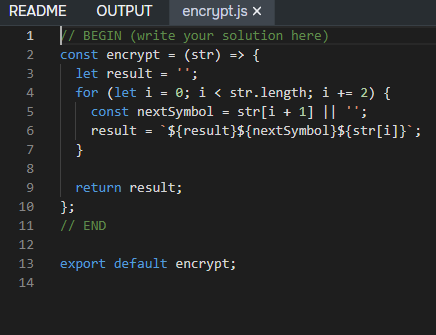 README OUTPUT encrypt.js ×
1 // BEGIN (write your solution here)
2 const encrypt = (str) => {
3   let result = '';
4   for (let i = 0; i < str.length; i += 2) {
5     const nextSymbol = str[i + 1] || '';
6     result = `${result}${nextSymbol}${str[i]}`;
7   }
8
9   return result;
10 };
11 // END
12
13 export default encrypt;
14